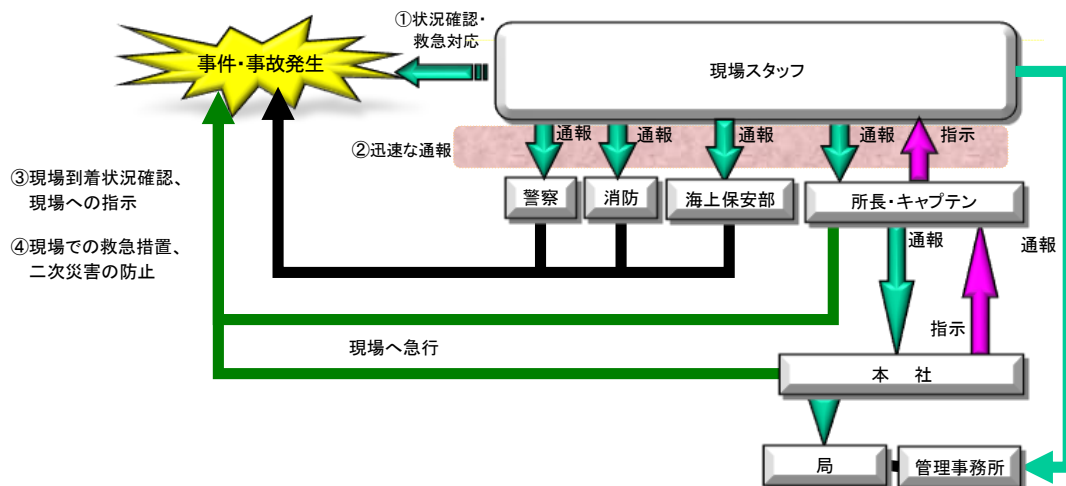 ①状況確認・
救急対応
事件・事故発生
現場スタッフ
②迅速な通報
通報
通報
通報
通報
指示
警察
消防
海上保安部
所長・キャプテン
③現場到着状況確認、
現場への指示
④現場での救急措置、
二次災害の防止
通報
通報
指示
現場へ急行
本　社
局
管理事務所